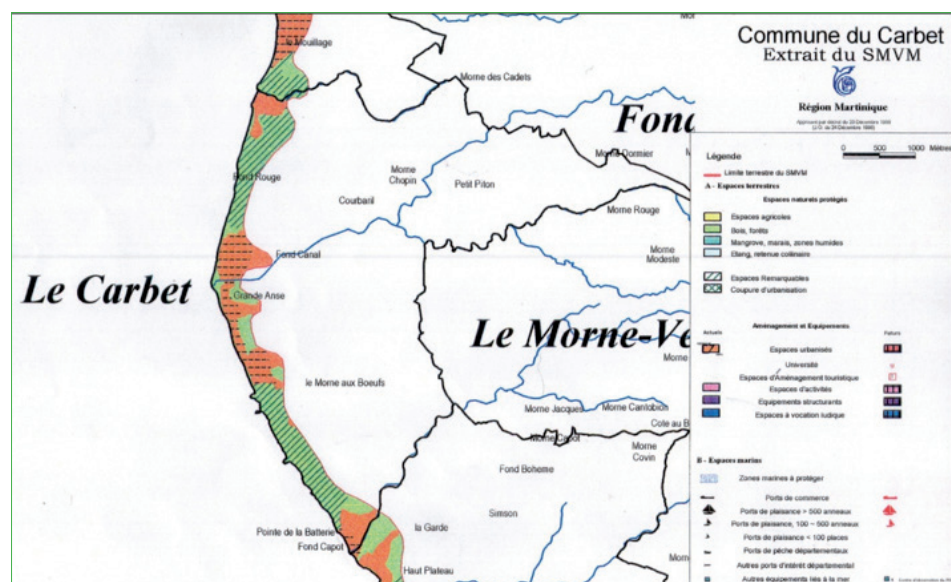 Commune du Carbet
Extrait du SMVM
Région Martinique
0 500 1000 Mètres
Légende
Limite terrestre du SMVM
A - Espaces terrestres
Espaces naturels protégés
Espaces agricoles
Bois, forêts
Mangrove, marais, zones humides
Etang, retenue collinaire
Espaces Remarquables
Coupure d'urbanisation
Aménagement et Equipements
Actuels
Futurs
Espaces urbanisés
Université
Espaces d'Aménagement touristique
Espaces d'activités
Equipements structurants
Espaces à vocation ludique
B - Espaces marins
Zones marines à protéger
Ports de commerce
Ports de plaisance > 500 anneaux
Ports de plaisance, 100 - 500 anneaux
Ports de plaisance < 100 places
Ports de pêche départementaux
Autres ports d'intérêt départemental
Autres équipements liés à la mer
le Mouillage
Morne des Cadets
Fond
Morne Dormier
Fond Rouge
Morne Chopin
Petit Piton
Courbaril
Morne Rouge
Fond Canal
Morne Modeste
Le Carbet
Grande Anse
Le Morne-Ve
le Morne aux Boeufs
Morne Jacques
Morne Cantobich
Cote au B
Morne Capot
Morne Covin
Fond Boheme
Simson
Pointe de la Batterie
la Garde
Fond Capot
Haut Plateau
Morn